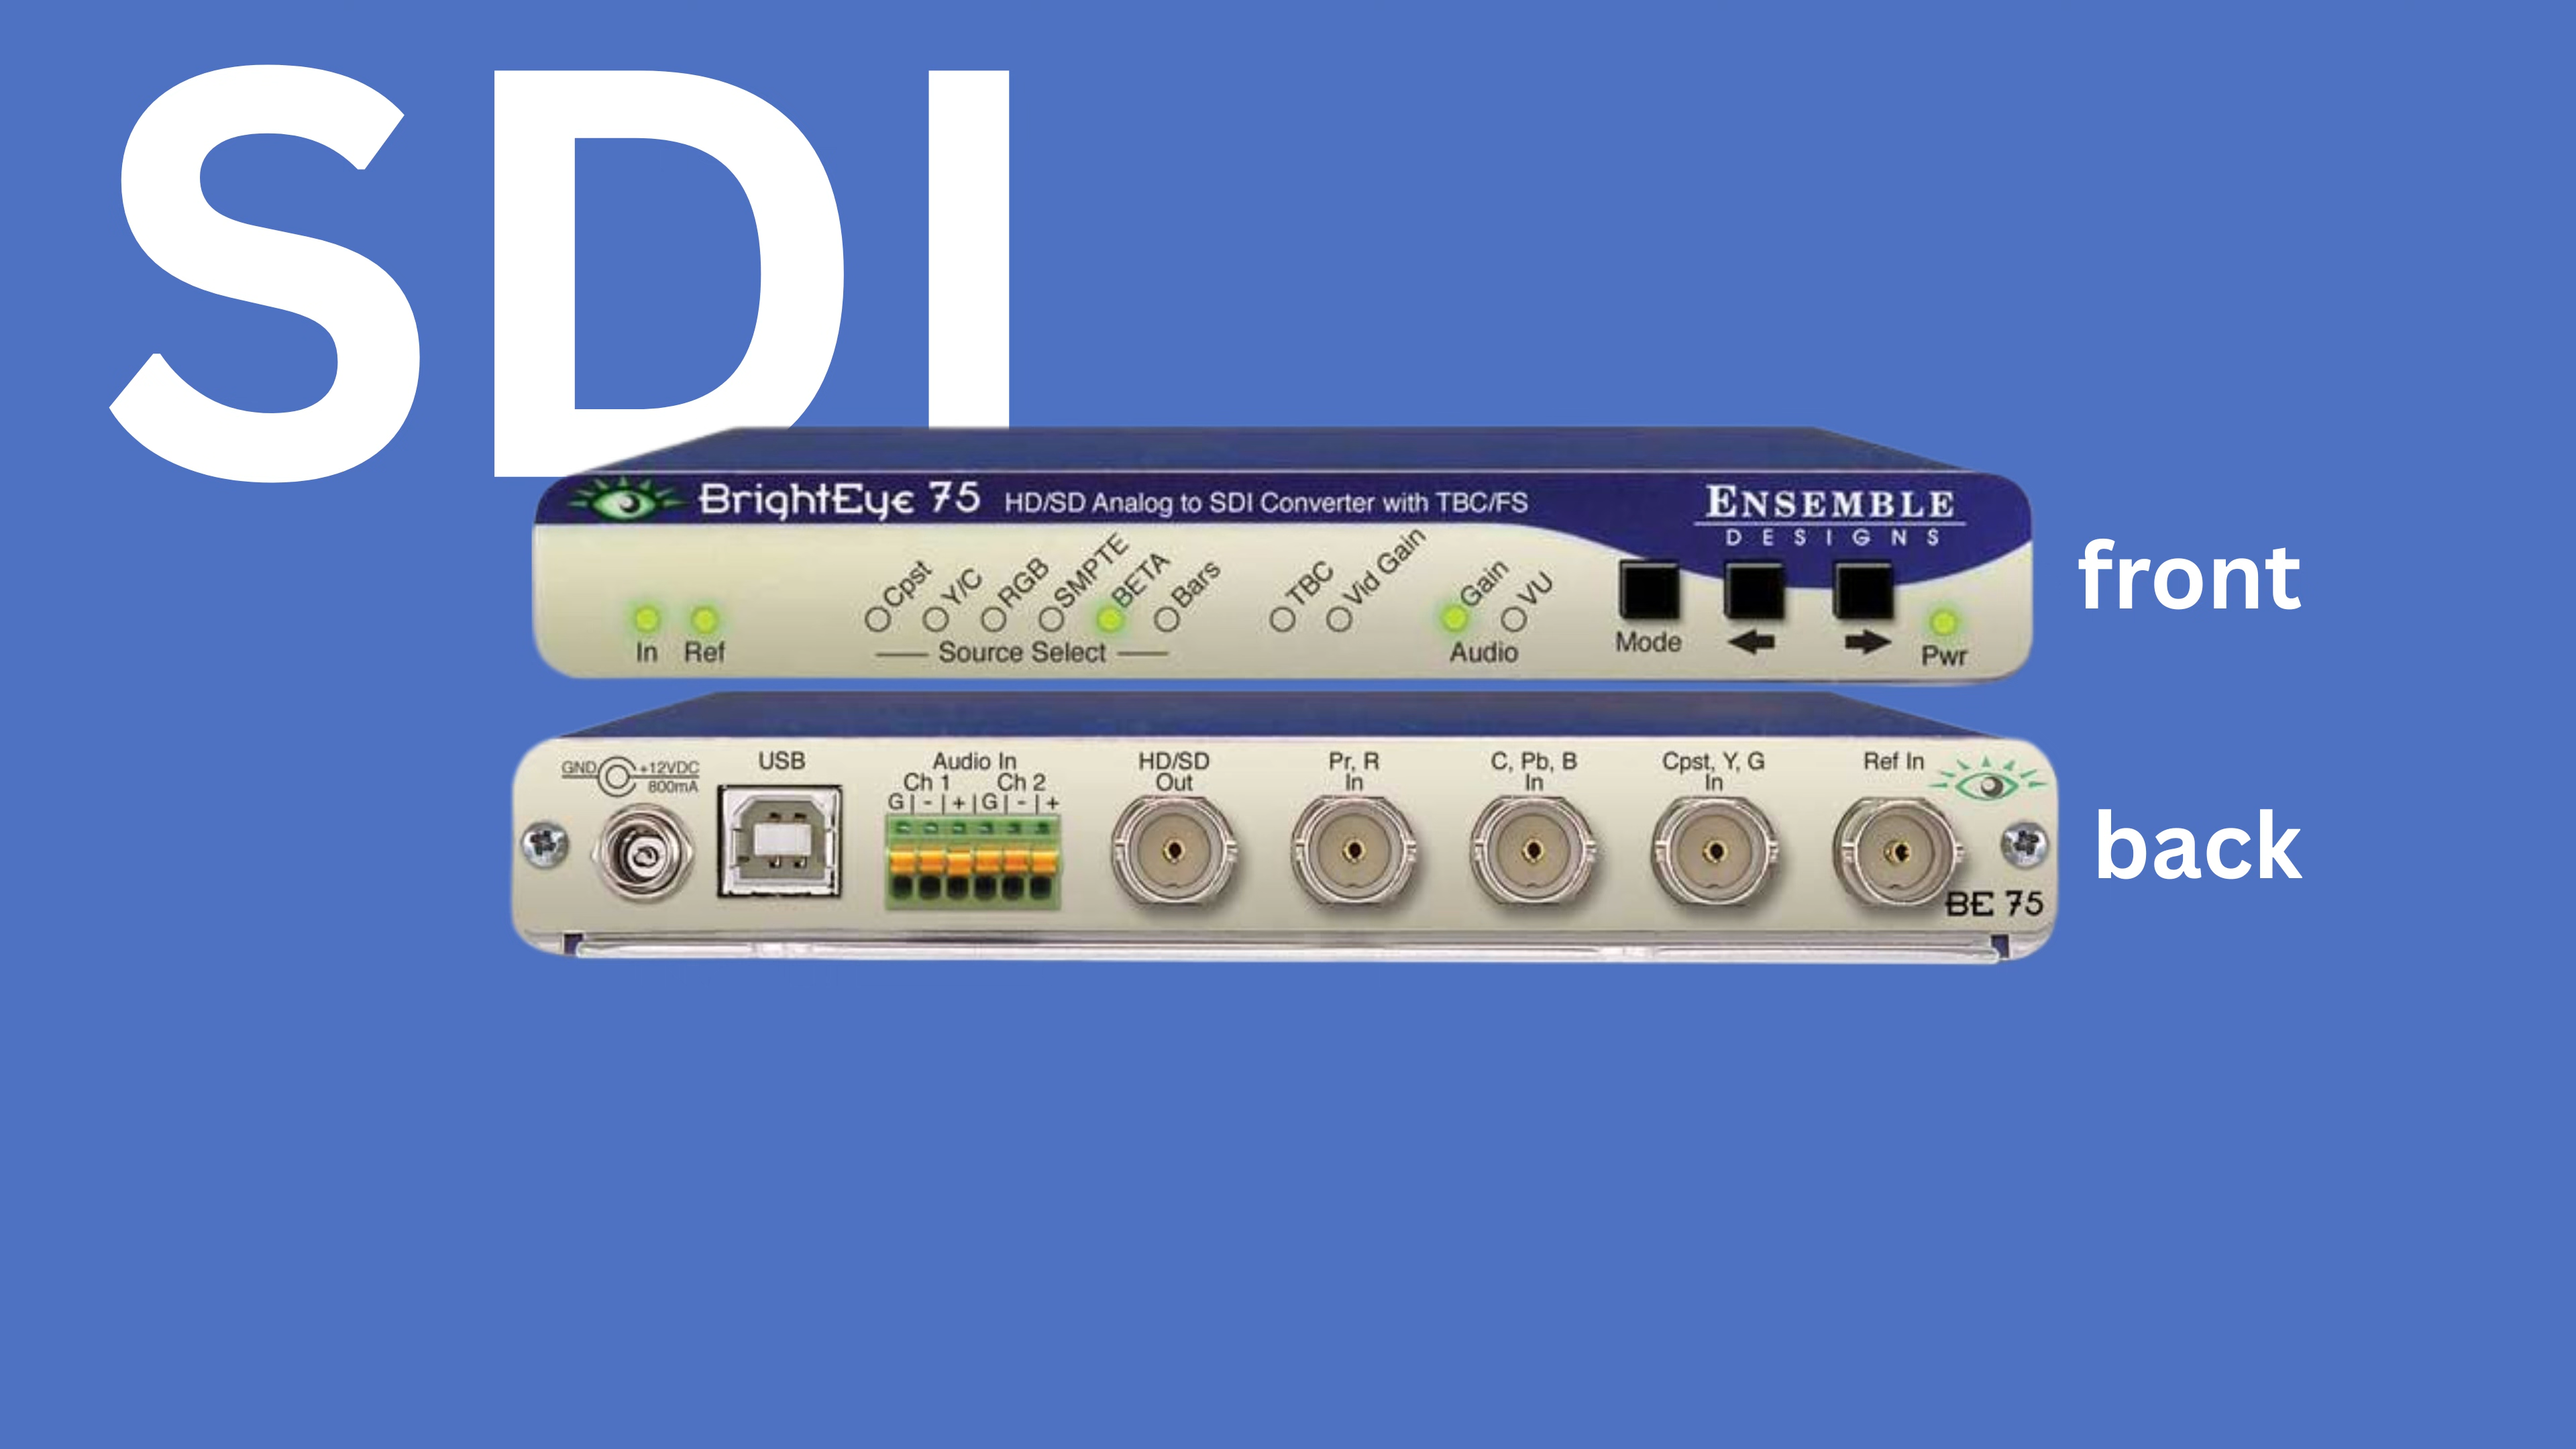 SDI
BrightEye 75 HD/SD Analog to SDI Converter with TBC/FS
ENSEMBLE
DESIGNS
Cpst Y/C RGB SMPTE BETA Bars TBC Vid Gain Gain VU
In Ref Source Select Audio Mode Pwr
front
GND +12VDC
800mA
USB
Audio In
Ch 1 Ch 2
G | - | + | G | - | +
HD/SD
Out
Pr, R
In
C, Pb, B
In
Cpst, Y, G
In
Ref In
BE 75
back